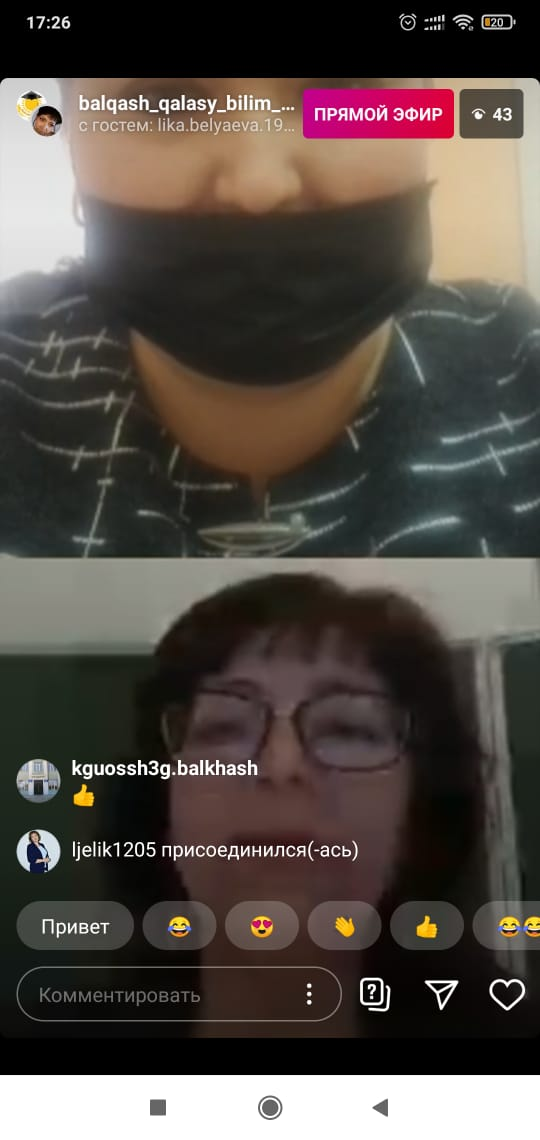 17:26
20
balqash_qalasy_bilim_...
с гостем: lika.belyaeva.19...
ПРЯМОЙ ЭФИР
43
kguossh3g.balkhash
ljelik1205 присоединился(-ась)
Привет
Комментировать